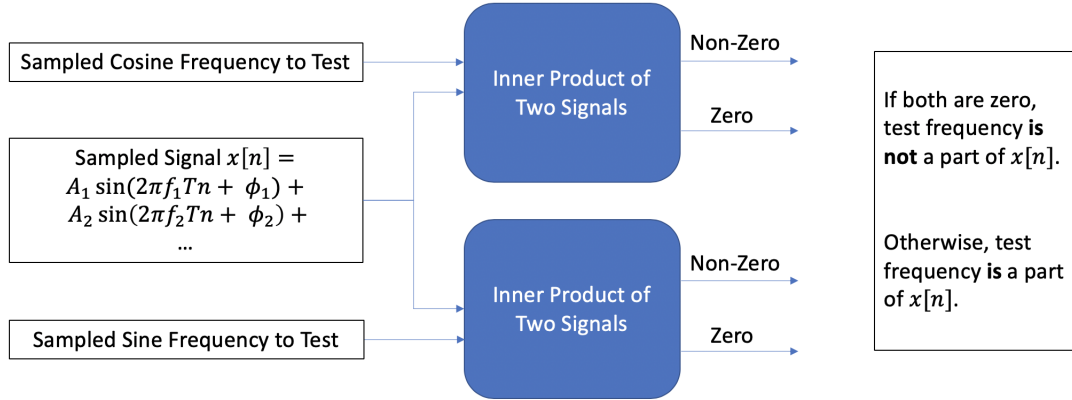 Sampled Cosine Frequency to Test
Sampled Signal x[n] =
A₁ sin(2πf₁Tn + ϕ₁) +
A₂ sin(2πf₂Tn + ϕ₂) +
...
Sampled Sine Frequency to Test
Inner Product of
Two Signals
Non-Zero
Zero
Inner Product of
Two Signals
Non-Zero
Zero
If both are zero,
test frequency is
not a part of x[n].
Otherwise, test
frequency is a part
of x[n].